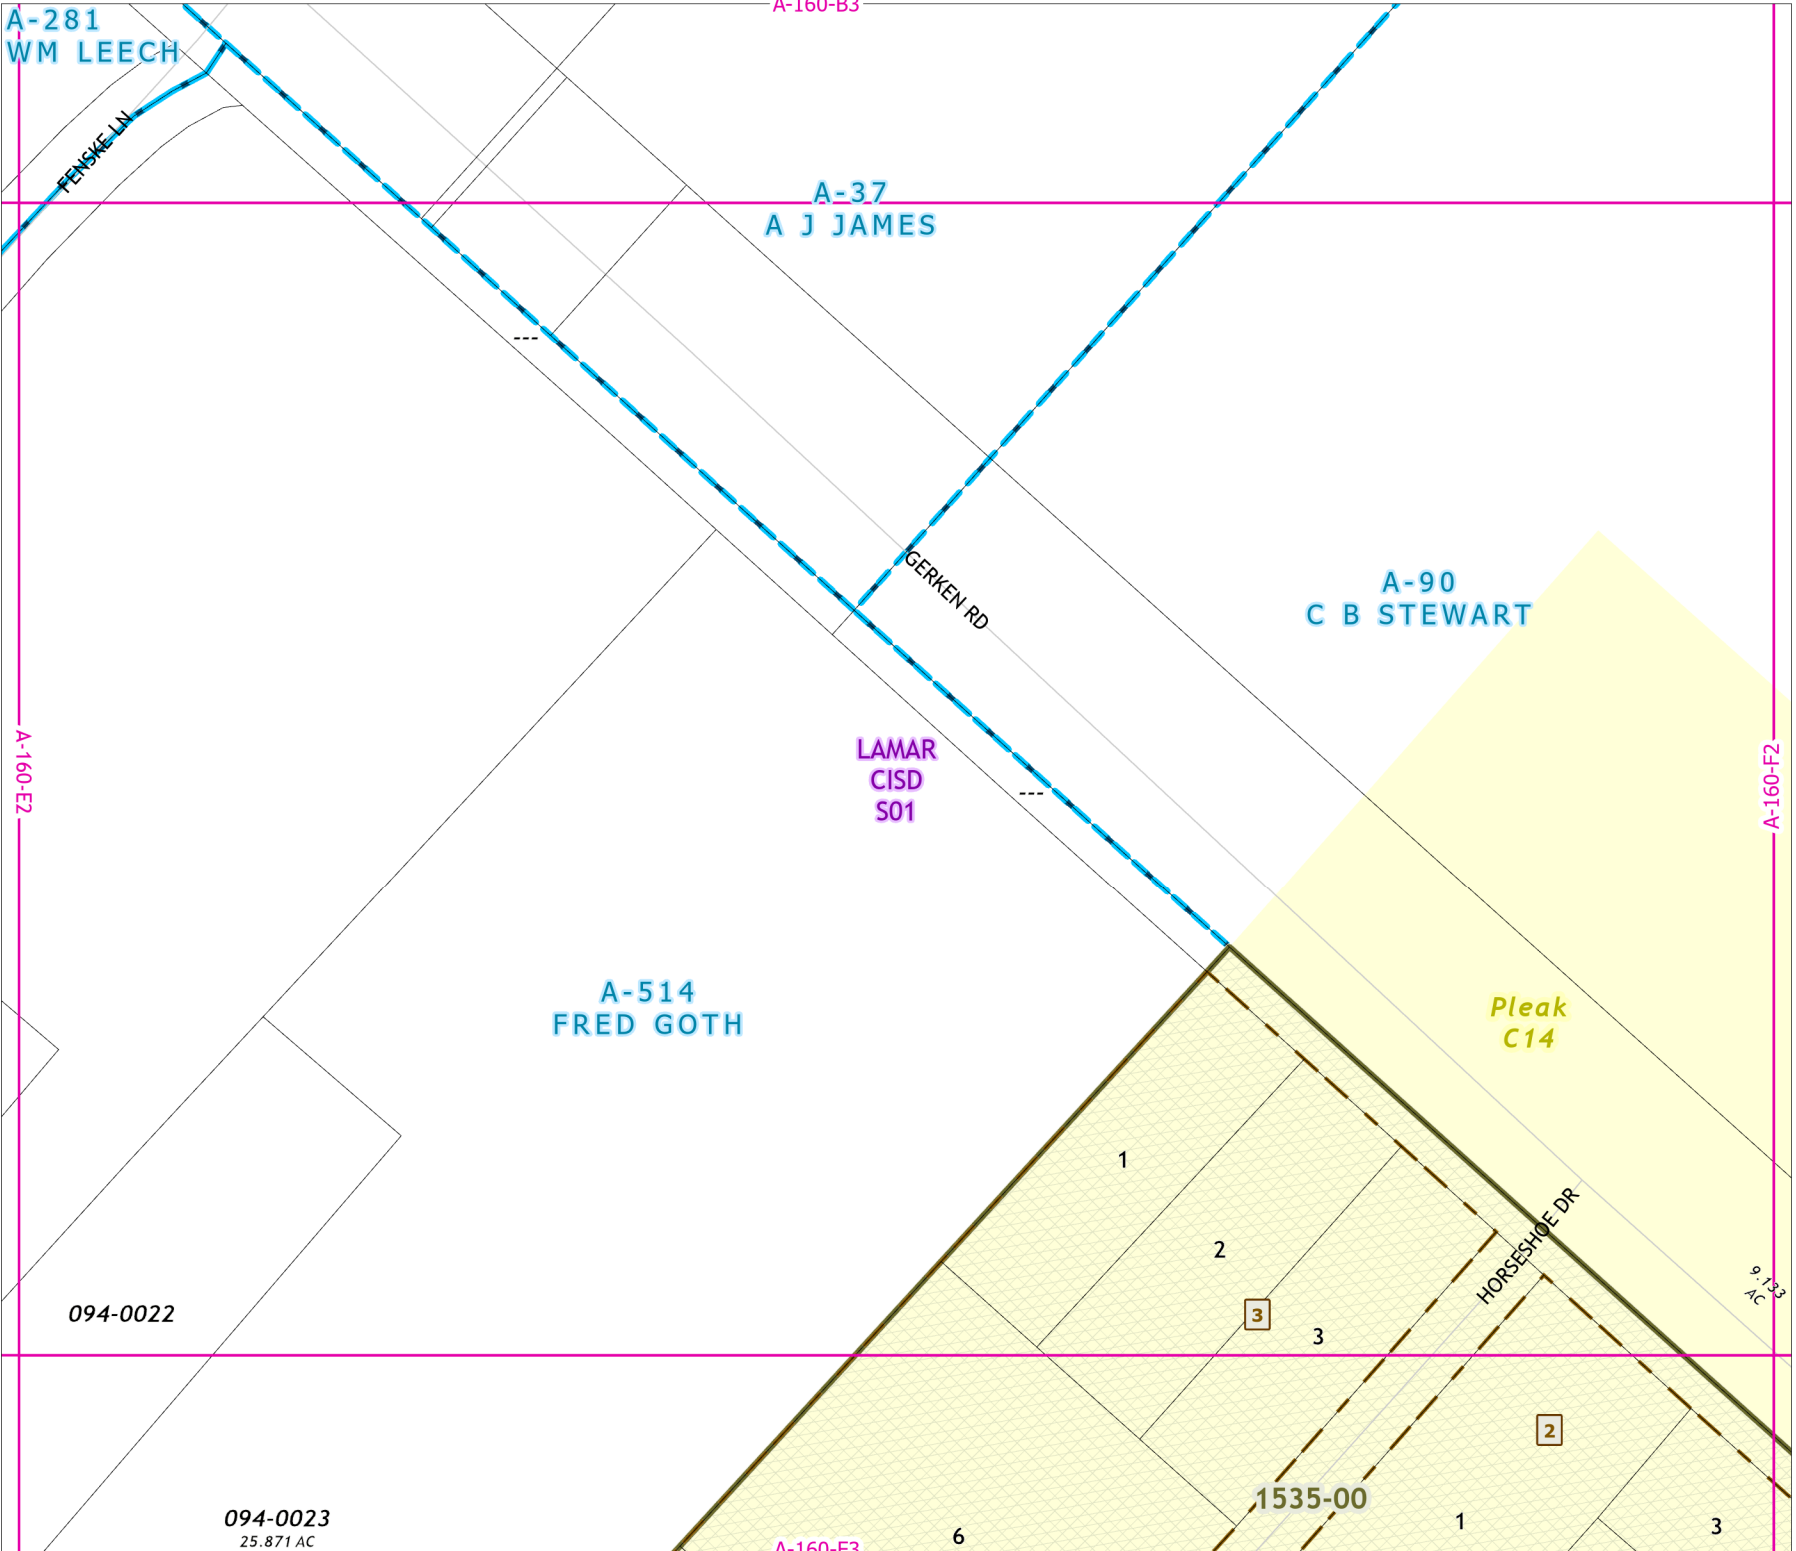 A-160-B3
A-281
WM LEECH
FENSKE LN
A-37
A J JAMES
---
GERKEN RD
A-90
C B STEWART
LAMAR
CISD
S01
---
A-160-E2
A-160-F2
A-514
FRED GOTH
Pleak
C14
1
2
HORSESHOE DR
9.133
AC
094-0022
3
3
2
1535-00
094-0023
25.871 AC
6
1
3